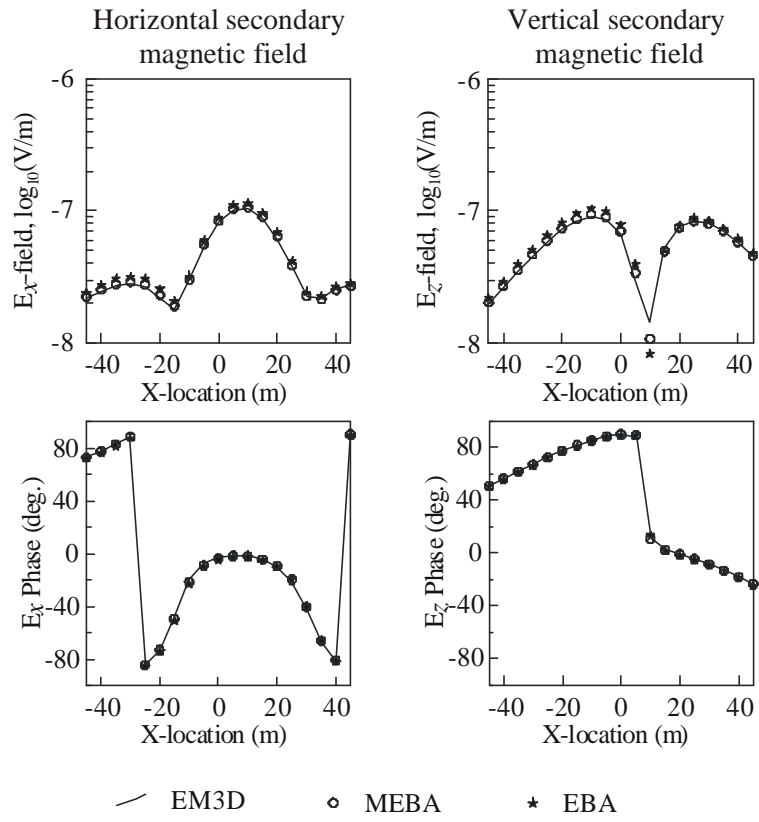 Horizontal secondary
magnetic field
Vertical secondary
magnetic field
-6
-7
-8
Ex-field, log10(V/m)
-40 -20 0 20 40
X-location (m)
-6
-7
-8
Ez-field, log10(V/m)
-40 -20 0 20 40
X-location (m)
80
40
0
-40
-80
Ex Phase (deg.)
-40 -20 0 20 40
X-location (m)
80
40
0
-40
-80
Ez Phase (deg.)
-40 -20 0 20 40
X-location (m)
EM3D MEBA EBA